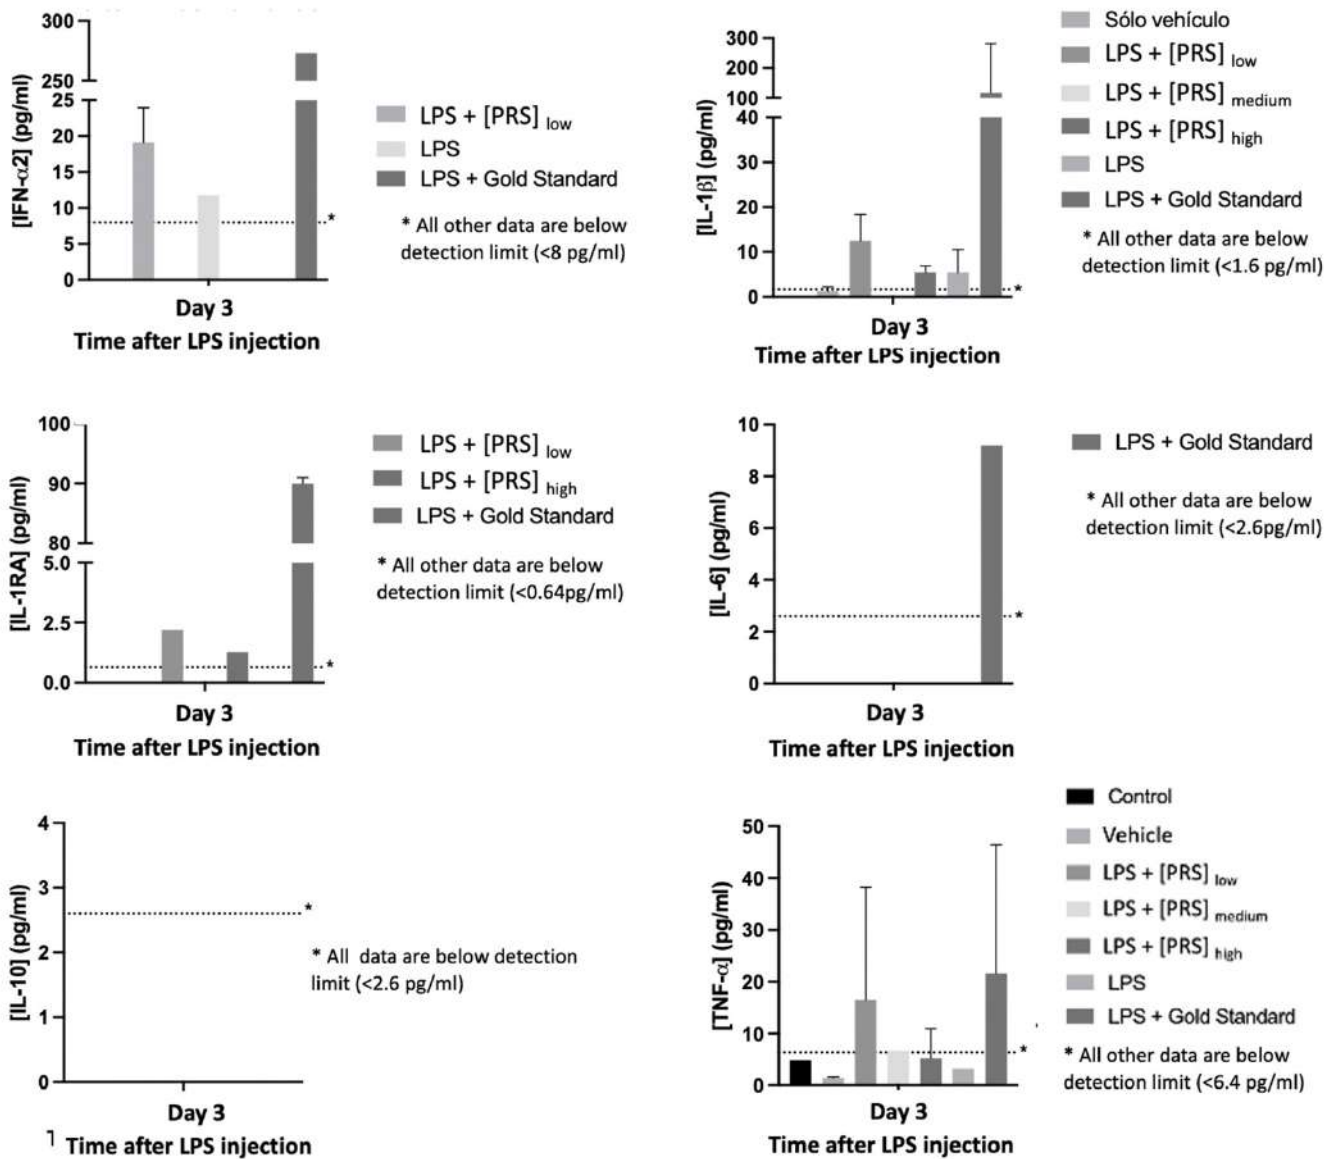 300
250
25
20
15
10
5
0
[IFN-α2] (pg/ml)
*
Day 3
Time after LPS injection
LPS + [PRS] low
LPS
LPS + Gold Standard
* All other data are below
detection limit (<8 pg/ml)
300
200
100
40
30
20
10
0
[IL-1β] (pg/ml)
*
Day 3
Time after LPS injection
Sólo vehículo
LPS + [PRS] low
LPS + [PRS] medium
LPS + [PRS] high
LPS
LPS + Gold Standard
* All other data are below
detection limit (<1.6 pg/ml)
100
90
80
5.0
2.5
0.0
[IL-1RA] (pg/ml)
*
Day 3
Time after LPS injection
LPS + [PRS] low
LPS + [PRS] high
LPS + Gold Standard
* All other data are below
detection limit (<0.64pg/ml)
10
8
6
4
2
0
[IL-6] (pg/ml)
*
Day 3
Time after LPS injection
LPS + Gold Standard
* All other data are below
detection limit (<2.6pg/ml)
4
3
2
1
0
[IL-10] (pg/ml)
*
Day 3
Time after LPS injection
* All data are below detection
limit (<2.6 pg/ml)
50
40
30
20
10
0
[TNF-α] (pg/ml)
*
Day 3
Time after LPS injection
Control
Vehicle
LPS + [PRS] low
LPS + [PRS] medium
LPS + [PRS] high
LPS
LPS + Gold Standard
* All other data are below
detection limit (<6.4 pg/ml)